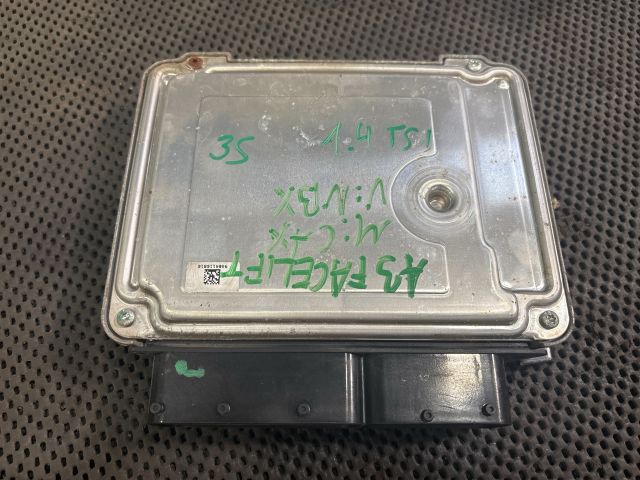 35 1.4 TSI
A3 FACELIFT
M: CAX
V: NBX